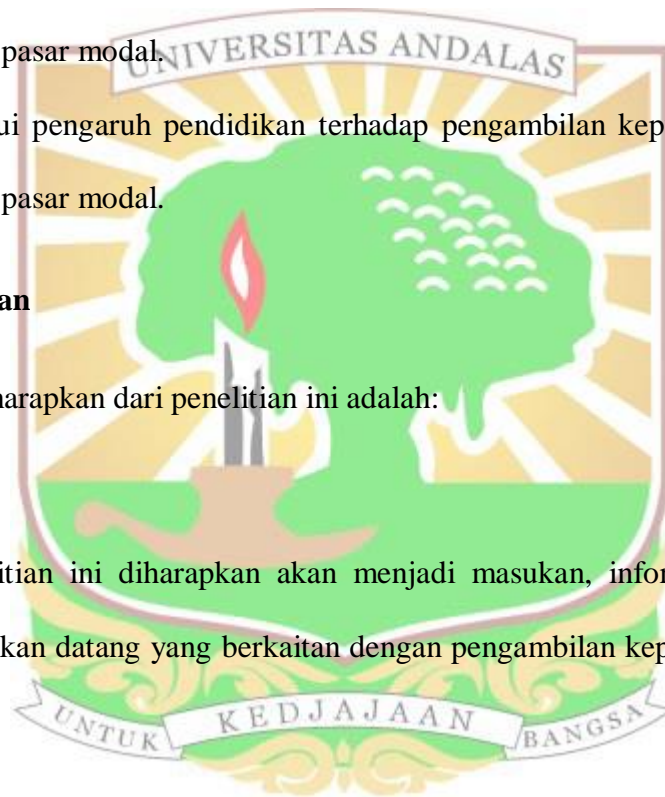 pasar modal.
UNIVERSITAS ANDALAS
ui pengaruh pendidikan terhadap pengambilan kep
pasar modal.
an
harapkan dari penelitian ini adalah:
itian ini diharapkan akan menjadi masukan, infor
kan datang yang berkaitan dengan pengambilan kep
UNTUK KEDJAJAAN BANGSA